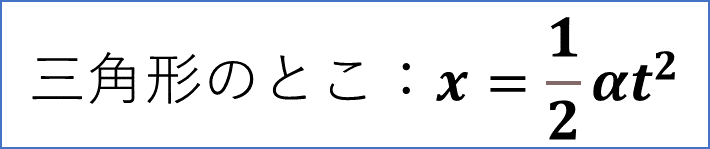 三角形のとこ：x = 1/2 αt²